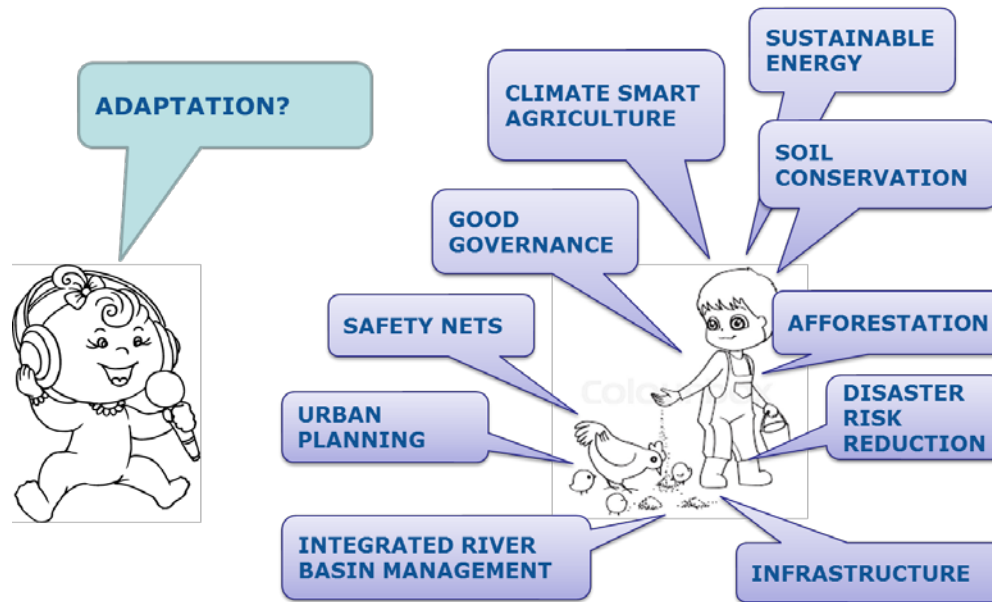 ADAPTATION?
SUSTAINABLE
ENERGY
CLIMATE SMART
AGRICULTURE
SOIL
CONSERVATION
GOOD
GOVERNANCE
SAFETY NETS
AFFORESTATION
URBAN
PLANNING
DISASTER
RISK
REDUCTION
INTEGRATED RIVER
BASIN MANAGEMENT
INFRASTRUCTURE